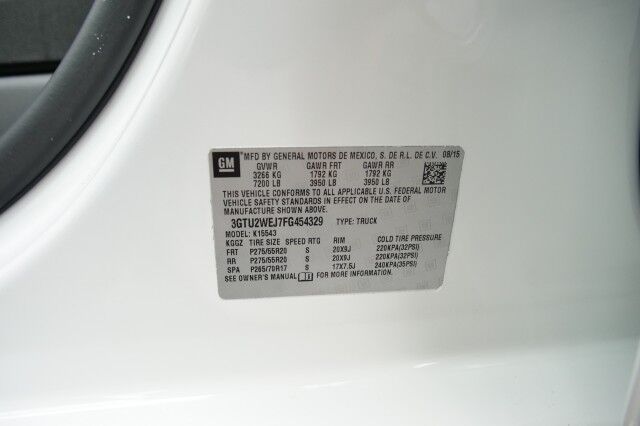 GM
MFD BY GENERAL MOTORS DE MEXICO, S. DE R.L. DE C.V. 08/15
GVWR GAWR FRT GAWR RR
3266 KG 1792 KG 1792 KG
7200 LB 3950 LB 3950 LB
THIS VEHICLE CONFORMS TO ALL APPLICABLE U.S. FEDERAL MOTOR
VEHICLE SAFETY STANDARDS IN EFFECT ON THE DATE OF
MANUFACTURE SHOWN ABOVE.
3GTU2WEJ7FG454329 TYPE: TRUCK
MODEL: K15543
KGGZ TIRE SIZE SPEED RTG RIM COLD TIRE PRESSURE
FRT P275/55R20 S 20X9J 220KPA(32PSI)
RR P275/55R20 S 20X9J 220KPA(32PSI)
SPA P265/70R17 S 17X7.5J 240KPA(35PSI)
SEE OWNER'S MANUAL FOR ADDITIONAL INFORMATION.